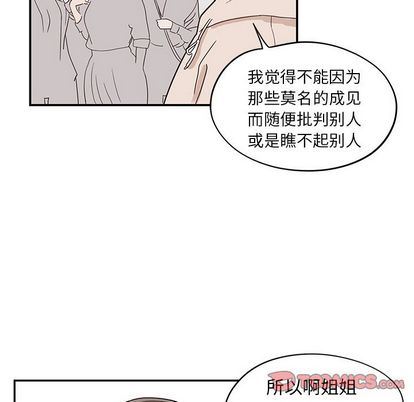 我觉得不能因为
那些莫名的成见
而随便批判别人
或是瞧不起别人
所以啊姐姐